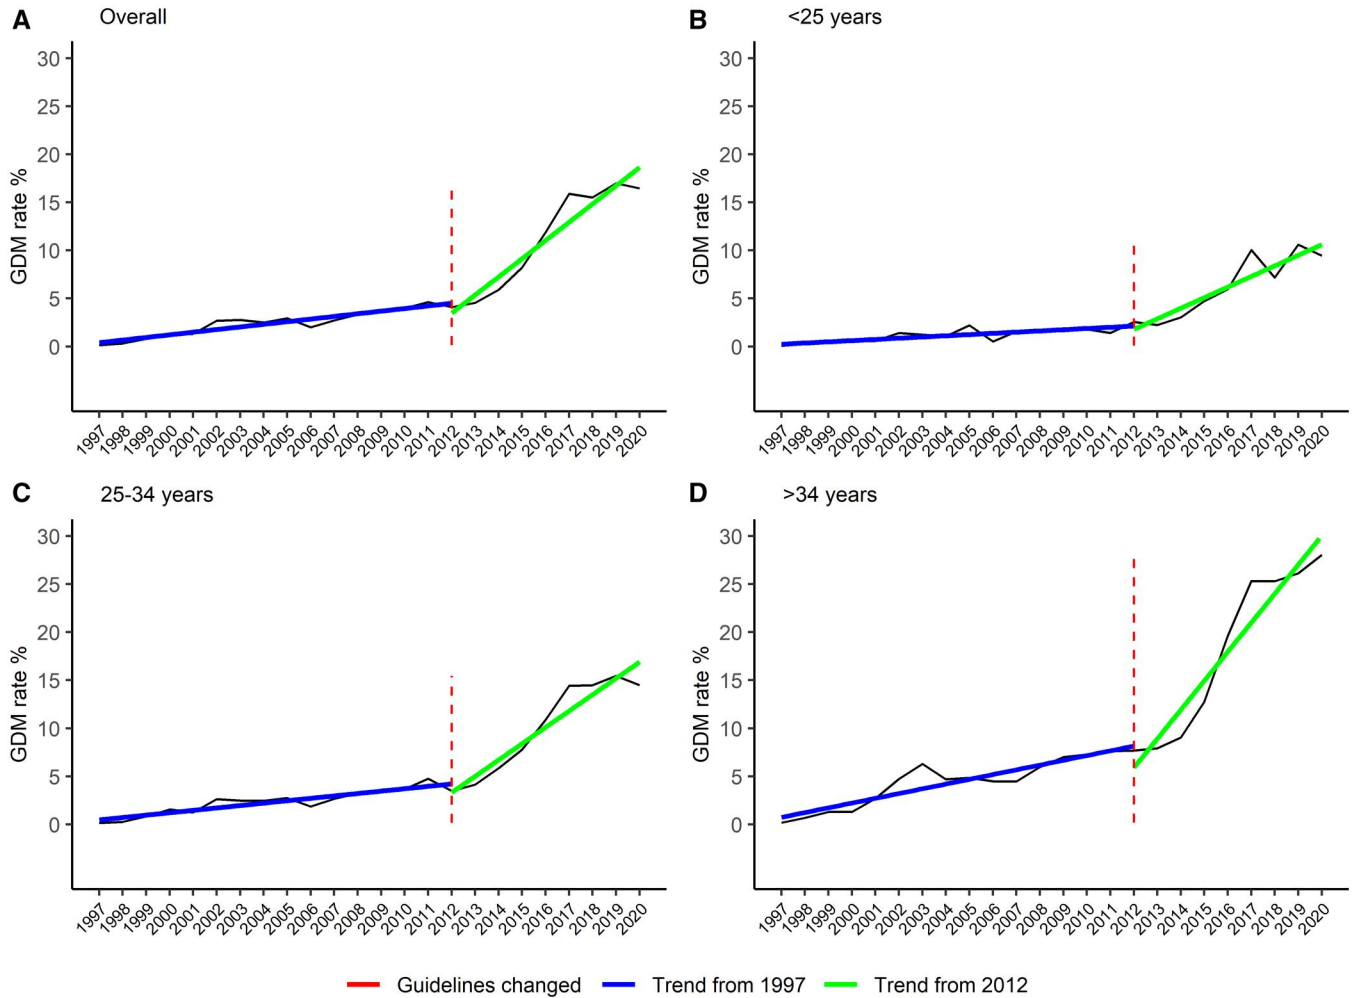 A Overall
30
25
20
15
10
5
0
GDM rate %
1997 1998 1999 2000 2001 2002 2003 2004 2005 2006 2007 2008 2009 2010 2011 2012 2013 2014 2015 2016 2017 2018 2019 2020
B <25 years
30
25
20
15
10
5
0
GDM rate %
1997 1998 1999 2000 2001 2002 2003 2004 2005 2006 2007 2008 2009 2010 2011 2012 2013 2014 2015 2016 2017 2018 2019 2020
C 25-34 years
30
25
20
15
10
5
0
GDM rate %
1997 1998 1999 2000 2001 2002 2003 2004 2005 2006 2007 2008 2009 2010 2011 2012 2013 2014 2015 2016 2017 2018 2019 2020
D >34 years
30
25
20
15
10
5
0
GDM rate %
1997 1998 1999 2000 2001 2002 2003 2004 2005 2006 2007 2008 2009 2010 2011 2012 2013 2014 2015 2016 2017 2018 2019 2020
Guidelines changed Trend from 1997 Trend from 2012